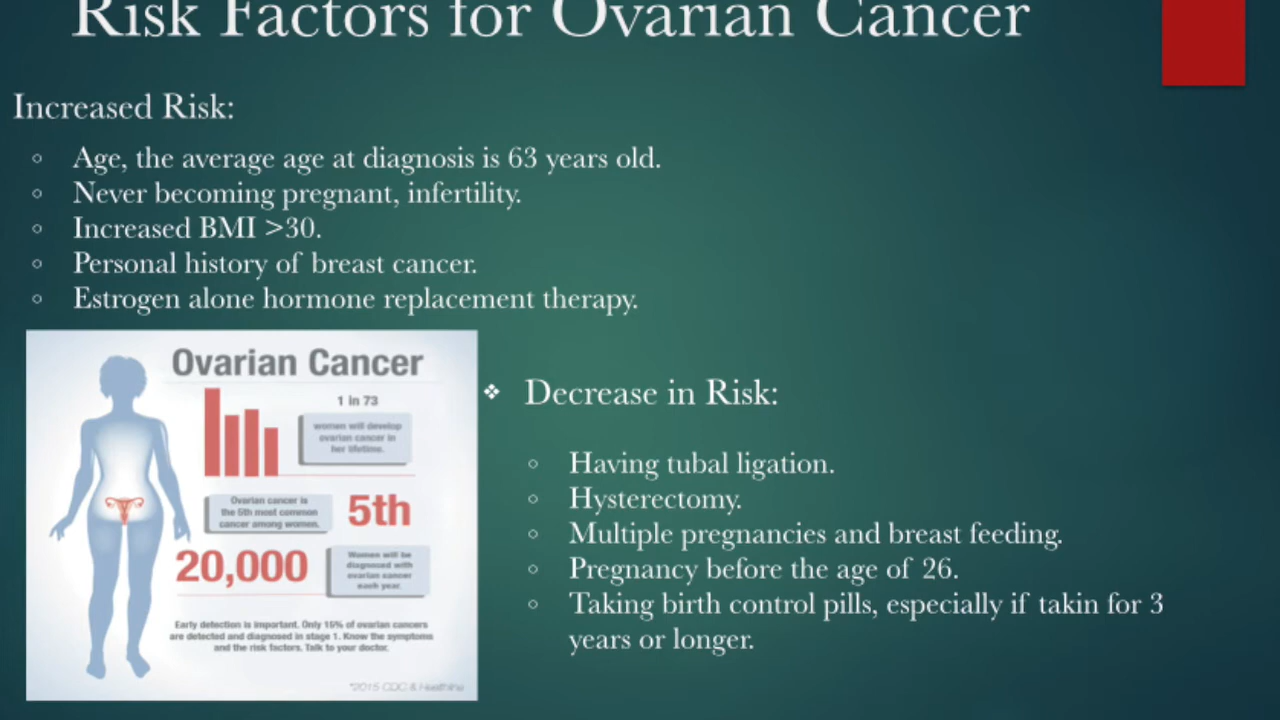 Risk Factors for Ovarian Cancer
Increased Risk:
Age, the average age at diagnosis is 63 years old.
Never becoming pregnant, infertility.
Increased BMI >30.
Personal history of breast cancer.
Estrogen alone hormone replacement therapy.
Ovarian Cancer
1 in 73
women will develop
ovarian cancer in
her lifetime.
Ovarian cancer is
the 5th most common
cancer among women.
5th
20,000
Women will be
diagnosed with
ovarian cancer
each year.
Early detection is important. Only 15% of ovarian cancers
are detected and diagnosed in stage 1. Know the symptoms
and the risk factors. Talk to your doctor.
*2015 CDC & Healthline
❖ Decrease in Risk:
Having tubal ligation.
Hysterectomy.
Multiple pregnancies and breast feeding.
Pregnancy before the age of 26.
Taking birth control pills, especially if takin for 3
years or longer.